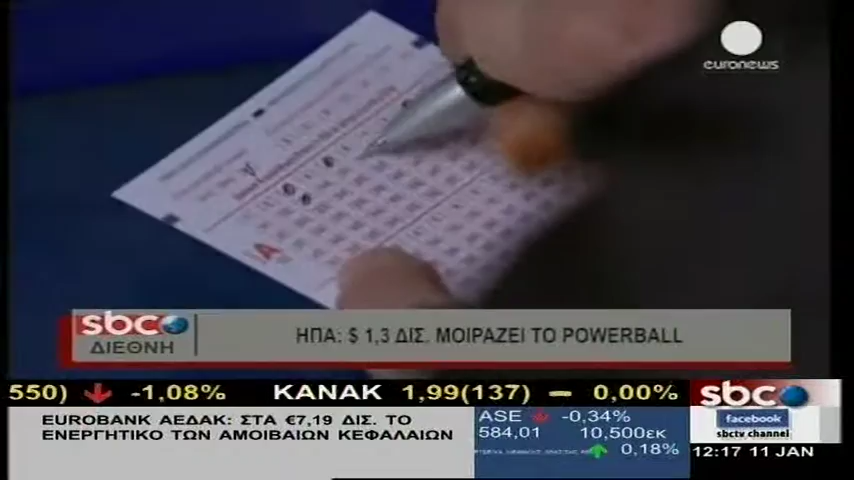 euronews
A
sbc
ΔΙΕΘΝΗ
ΗΠΑ: $ 1,3 ΔΙΣ. ΜΟΙΡΑΖΕΙ ΤΟ POWERBALL
550) -1,08% KANAK 1,99(137) 0,00%
sbc
EUROBANK ΑΕΔΑΚ: ΣΤΑ €7,19 ΔΙΣ. ΤΟ
ΕΝΕΡΓΗΤΙΚΟ ΤΩΝ ΑΜΟΙΒΑΙΩΝ ΚΕΦΑΛΑΙΩΝ
ASE -0,34%
584,01 10,500εκ
0,18%
facebook
sbctv channel
12:17 11 JAN